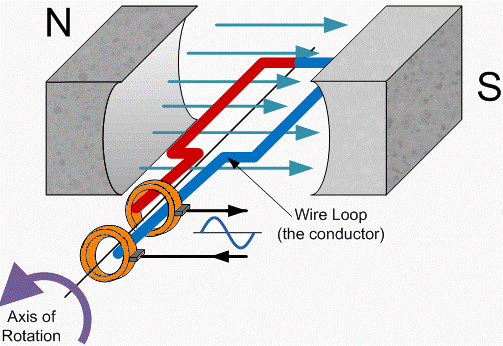 N
S
Wire Loop
(the conductor)
Axis of
Rotation